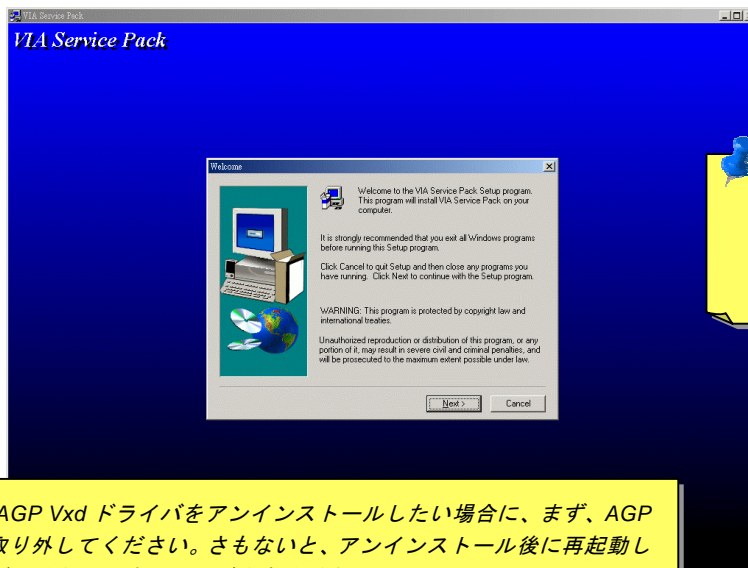 VIA Service Pack
VIA Service Pack
Welcome
Welcome to the VIA Service Pack Setup program.
This program will install VIA Service Pack on your
computer.
It is strongly recommended that you exit all Windows programs
before running this Setup program.
Click Cancel to quit Setup and then close any programs you
have running. Click Next to continue with the Setup program.
WARNING: This program is protected by copyright law and
international treaties.
Unauthorized reproduction or distribution of this program, or any
portion of it, may result in severe civil and criminal penalties, and
will be prosecuted to the maximum extent possible under law.
Next >
Cancel
AGP Vxd ドライバをアンインストールしたい場合に、まず、AGP
取り外してください。さもないと、アンインストール後に再起動し